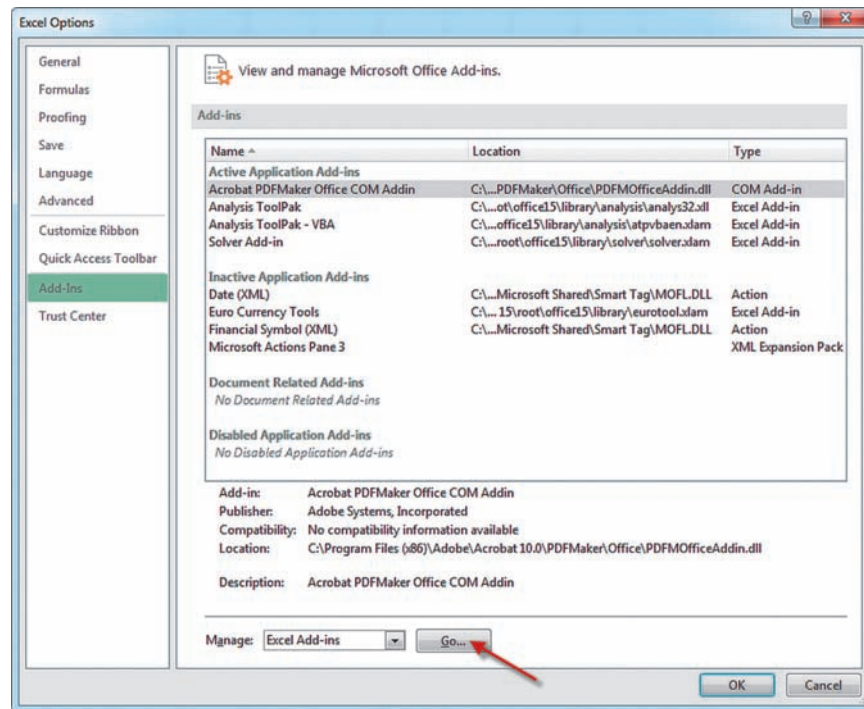 Excel Options
General
Formulas
Proofing
Save
Language
Advanced
Customize Ribbon
Quick Access Toolbar
Add-Ins
Trust Center
View and manage Microsoft Office Add-ins.
Add-ins
Name Location Type
Active Application Add-ins
Acrobat PDFMaker Office COM Addin C:\...PDFMaker\Office\PDFMOfficeAddin.dll COM Add-in
Analysis ToolPak C:\...ot\office15\library\analysis\analys32.xll Excel Add-in
Analysis ToolPak - VBA C:\...office15\library\analysis\atpvbaen.xlam Excel Add-in
Solver Add-in C:\...root\office15\library\solver\solver.xlam Excel Add-in
Inactive Application Add-ins
Date (XML) C:\...Microsoft Shared\Smart Tag\MOFL.DLL Action
Euro Currency Tools C:\... 15\root\office15\library\eurotool.xlam Excel Add-in
Financial Symbol (XML) C:\...Microsoft Shared\Smart Tag\MOFL.DLL Action
Microsoft Actions Pane 3 XML Expansion Pack
Document Related Add-ins
No Document Related Add-ins
Disabled Application Add-ins
No Disabled Application Add-ins
Add-in: Acrobat PDFMaker Office COM Addin
Publisher: Adobe Systems, Incorporated
Compatibility: No compatibility information available
Location: C:\Program Files (x86)\Adobe\Acrobat 10.0\PDFMaker\Office\PDFMOfficeAddin.dll
Description: Acrobat PDFMaker Office COM Addin
Manage: Excel Add-ins Go...
OK Cancel